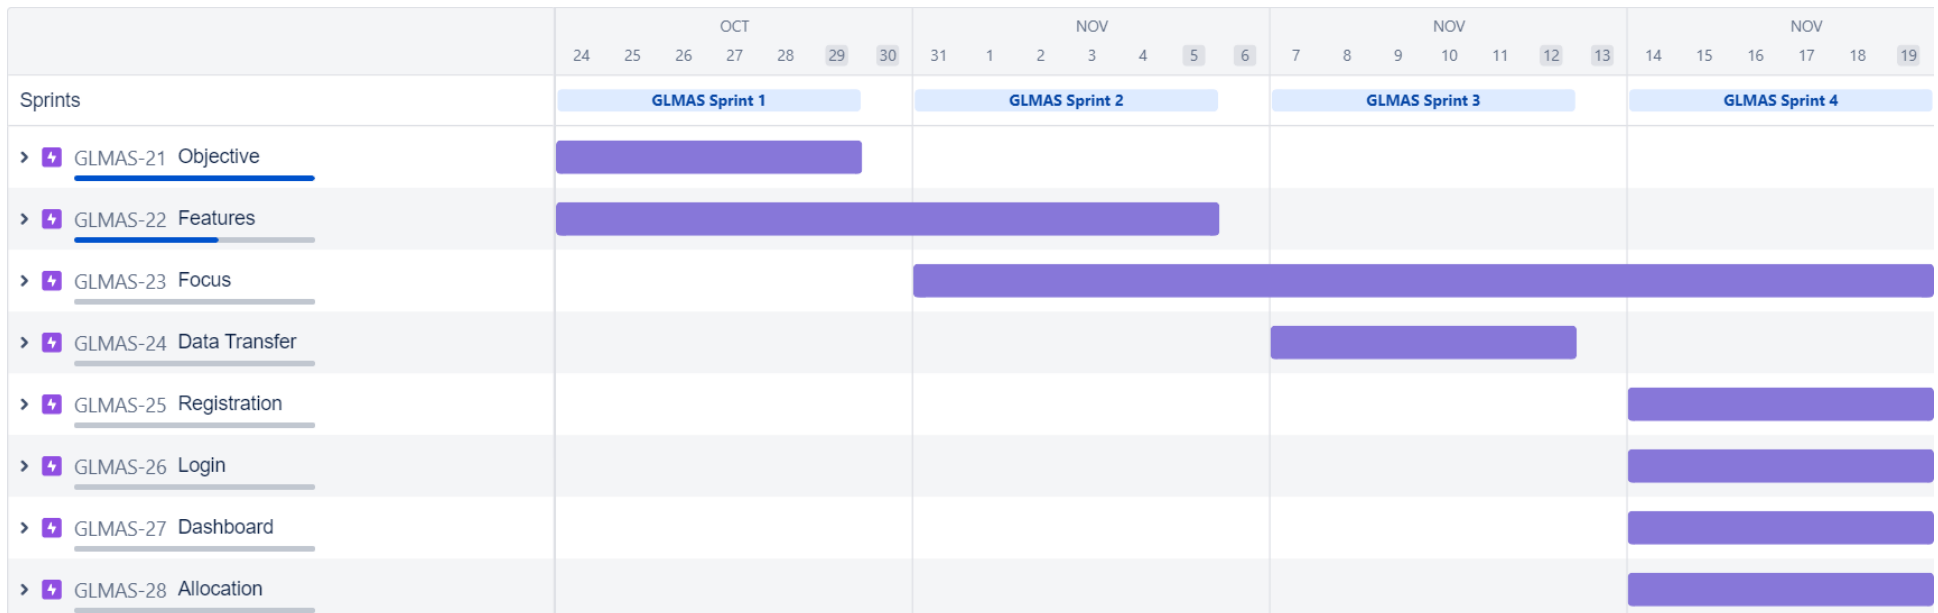 OCT NOV NOV NOV
24 25 26 27 28 29 30 31 1 2 3 4 5 6 7 8 9 10 11 12 13 14 15 16 17 18 19
Sprints GLMAS Sprint 1 GLMAS Sprint 2 GLMAS Sprint 3 GLMAS Sprint 4
GLMAS-21 Objective
GLMAS-22 Features
GLMAS-23 Focus
GLMAS-24 Data Transfer
GLMAS-25 Registration
GLMAS-26 Login
GLMAS-27 Dashboard
GLMAS-28 Allocation